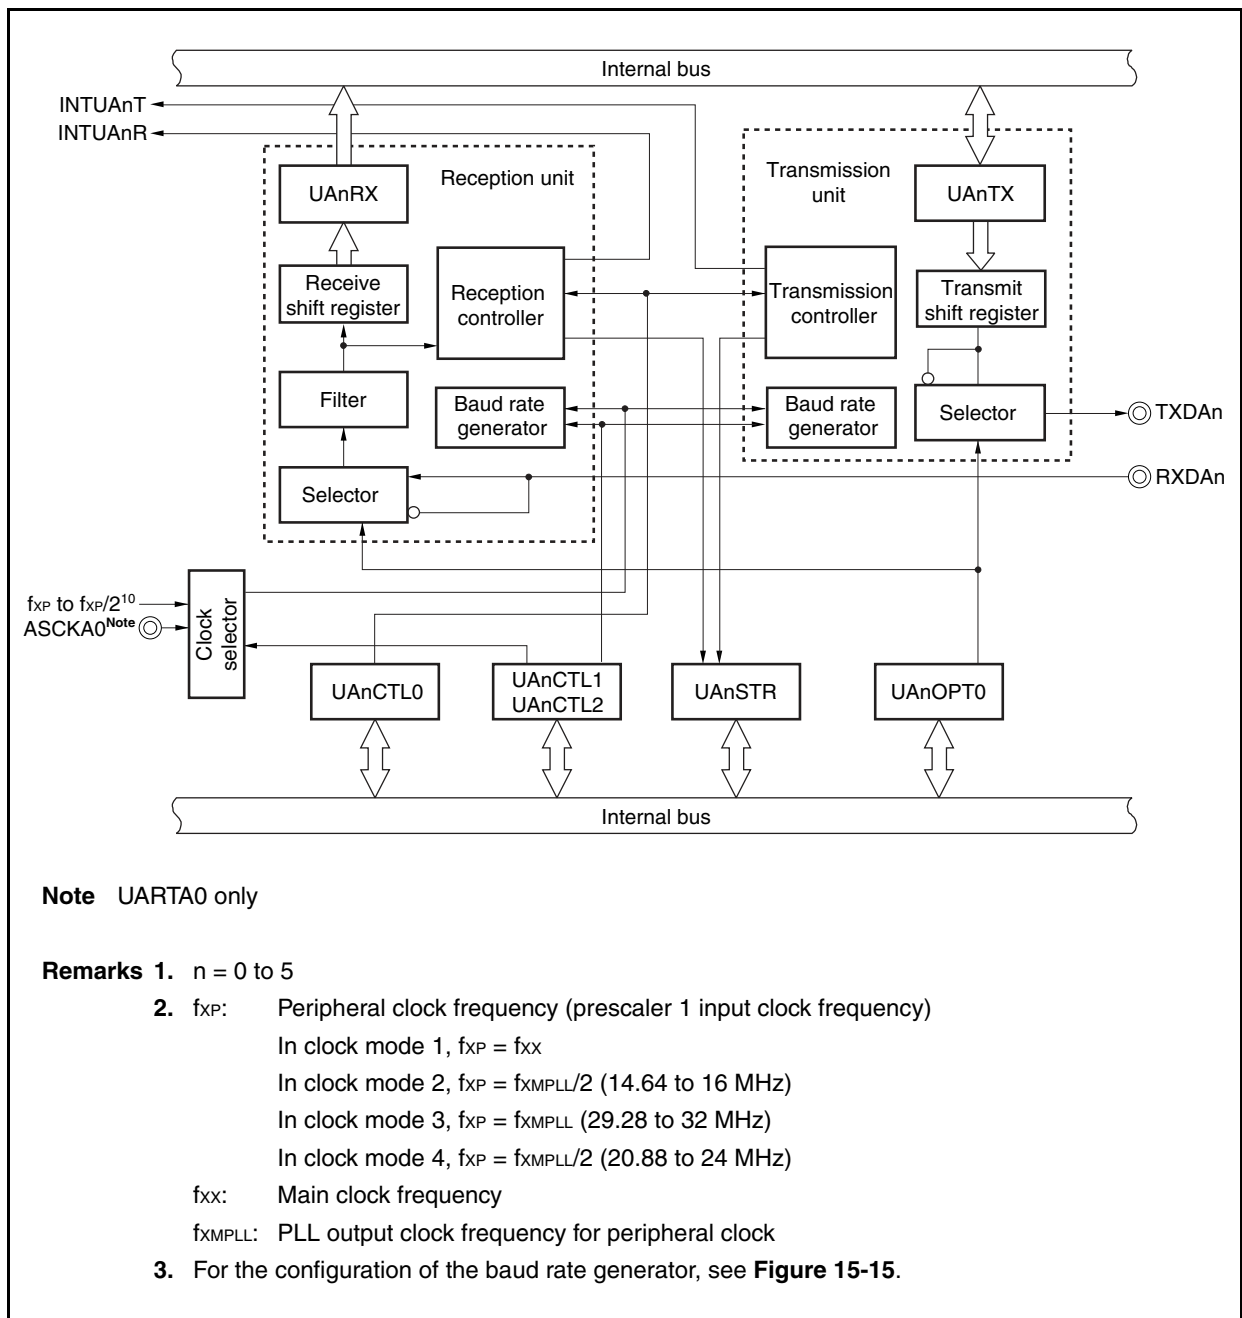 Internal bus
INTUAnT
INTUAnR
Reception unit
Transmission
unit
UAnRX
UAnTX
Receive
shift register
Reception
controller
Transmission
controller
Transmit
shift register
Filter
Baud rate
generator
Baud rate
generator
Selector
TXDAn
Selector
RXDAn
fXP to fXP/2^10
ASCKA0^Note
Clock
selector
UAnCTL0
UAnCTL1
UAnCTL2
UAnSTR
UAnOPT0
Internal bus
Note UARTA0 only
Remarks 1. n = 0 to 5
2. fXP: Peripheral clock frequency (prescaler 1 input clock frequency)
In clock mode 1, fXP = fXX
In clock mode 2, fXP = fXMPLL/2 (14.64 to 16 MHz)
In clock mode 3, fXP = fXMPLL (29.28 to 32 MHz)
In clock mode 4, fXP = fXMPLL/2 (20.88 to 24 MHz)
fXX: Main clock frequency
fXMPLL: PLL output clock frequency for peripheral clock
3. For the configuration of the baud rate generator, see Figure 15-15.